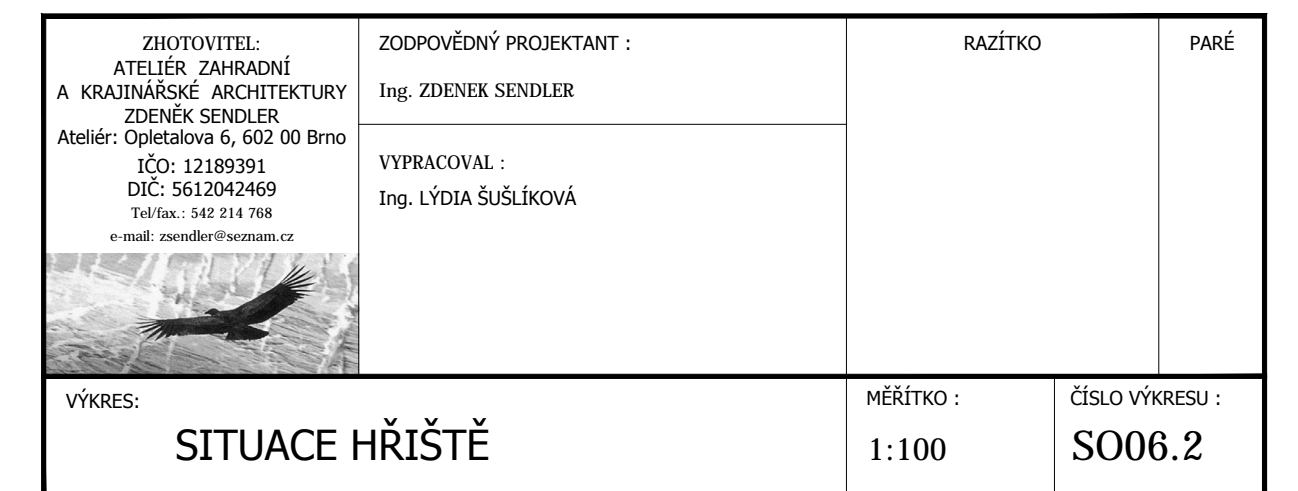 ZHOTOVITEL:
ATELIÉR ZAHRADNÍ
A KRAJINÁŘSKÉ ARCHITEKTURY
ZDENĚK SENDLER
Ateliér: Opletalova 6, 602 00 Brno
IČO: 12189391
DIČ: 5612042469
Tel/fax.: 542 214 768
e-mail: zsendler@seznam.cz
ZODPOVĚDNÝ PROJEKTANT :
Ing. ZDENEK SENDLER
VYPRACOVAL :
Ing. LÝDIA ŠUŠLÍKOVÁ
RAZÍTKO
PARÉ
VÝKRES:
SITUACE HŘIŠTĚ
MĚŘÍTKO :
1:100
ČÍSLO VÝKRESU :
SO06.2